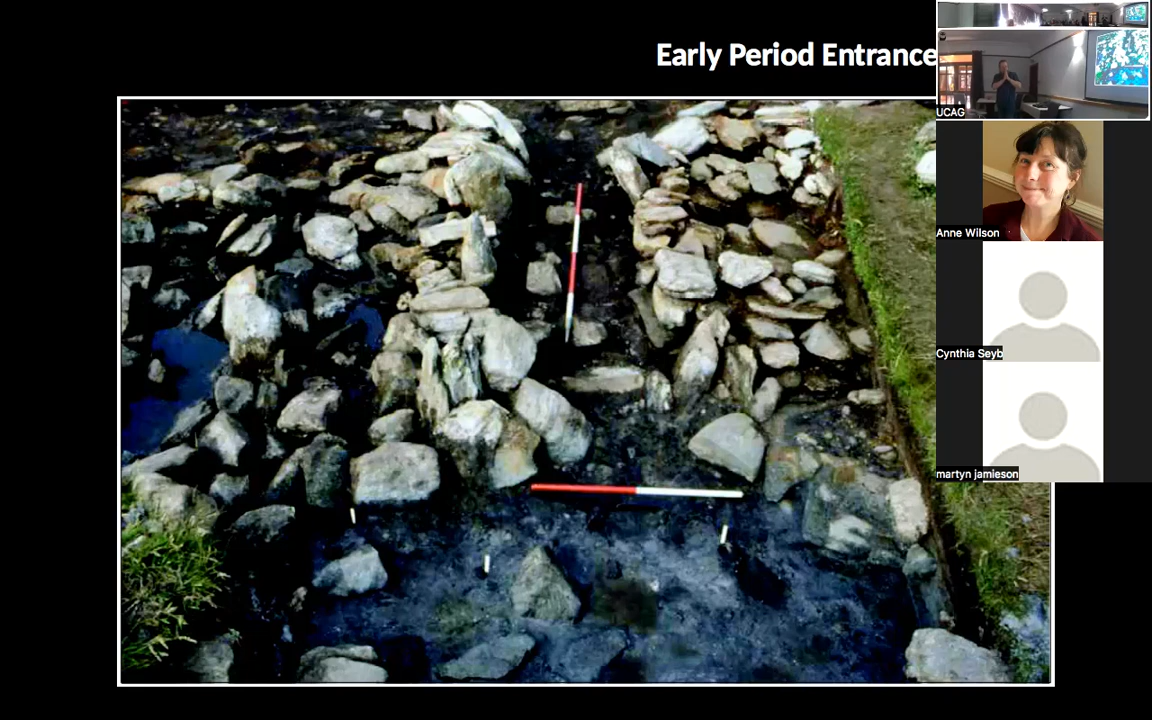 Early Period Entrance
UCAG
Anne Wilson
Cynthia Seyb
martyn jamieson